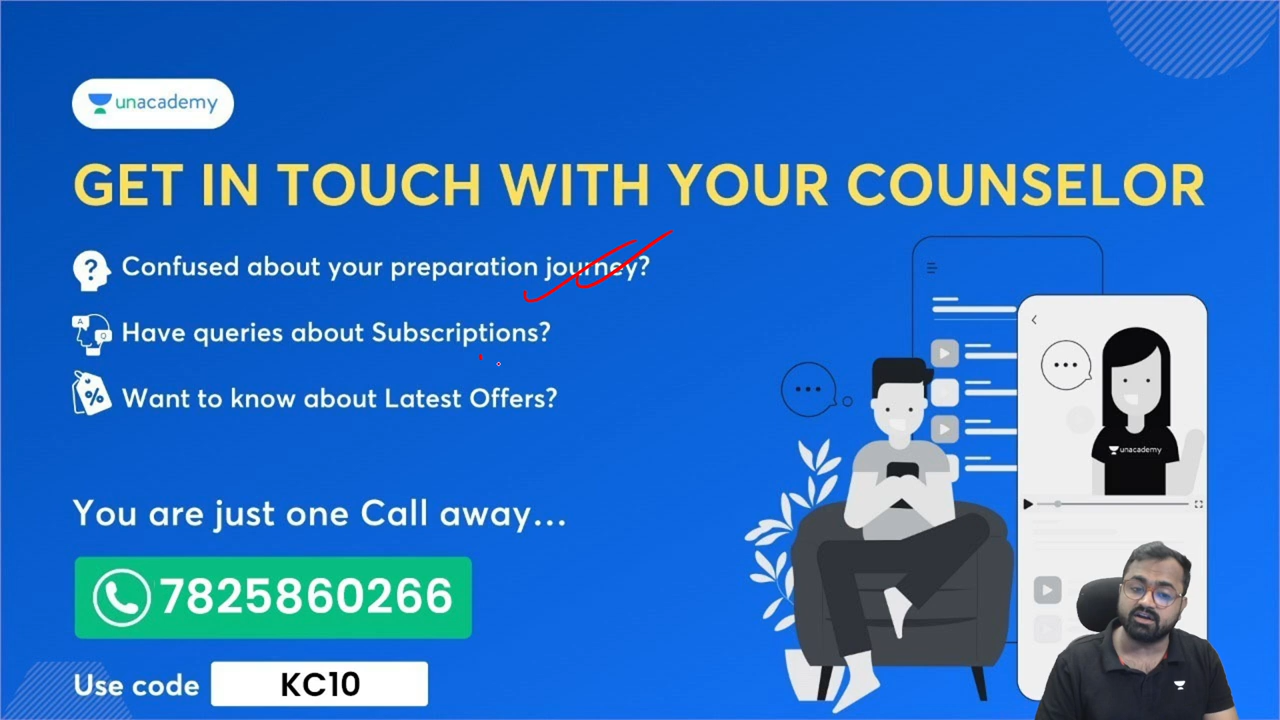 unacademy
GET IN TOUCH WITH YOUR COUNSELOR
Confused about your preparation journey?
Have queries about Subscriptions?
Want to know about Latest Offers?
You are just one Call away...
7825860266
Use code KC10
unacademy
?
A
Q
%